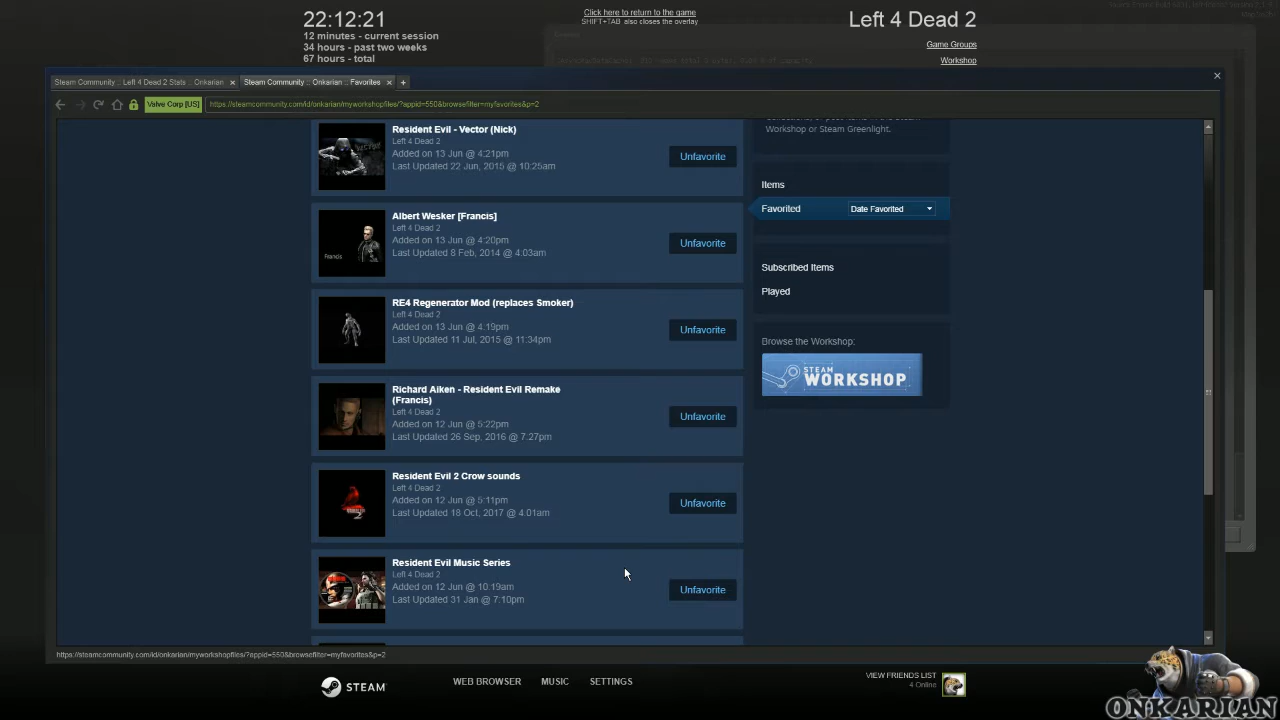 22:12:21
12 minutes - current session
34 hours - past two weeks
67 hours - total
Click here to return to the game
SHIFT+TAB also closes the overlay
Left 4 Dead 2
Game Groups
Workshop
Steam Community :: Left 4 Dead 2 Stats :: Onkarian
Steam Community :: Onkarian :: Favorites
Valve Corp [US]
https://steamcommunity.com/id/onkarian/myworkshopfiles/?appid=550&browsefilter=myfavorites&p=2
Resident Evil - Vector (Nick)
Left 4 Dead 2
Added on 13 Jun @ 4:21pm
Last Updated 22 Jun, 2015 @ 10:25am
Unfavorite
Albert Wesker [Francis]
Left 4 Dead 2
Added on 13 Jun @ 4:20pm
Last Updated 8 Feb, 2014 @ 4:03am
Francis
Unfavorite
RE4 Regenerator Mod (replaces Smoker)
Left 4 Dead 2
Added on 13 Jun @ 4:19pm
Last Updated 11 Jul, 2015 @ 11:34pm
Unfavorite
Richard Aiken - Resident Evil Remake
(Francis)
Left 4 Dead 2
Added on 12 Jun @ 5:22pm
Last Updated 26 Sep, 2016 @ 7:27pm
Unfavorite
Resident Evil 2 Crow sounds
Left 4 Dead 2
Added on 12 Jun @ 5:11pm
Last Updated 18 Oct, 2017 @ 4:01am
Unfavorite
Resident Evil Music Series
Left 4 Dead 2
Added on 12 Jun @ 10:19am
Last Updated 31 Jan @ 7:10pm
Unfavorite
Workshop or Steam Greenlight.
Items
Favorited
Date Favorited
Subscribed Items
Played
Browse the Workshop:
STEAM
WORKSHOP
https://steamcommunity.com/id/onkarian/myworkshopfiles/?appid=550&browsefilter=myfavorites&p=2
STEAM
WEB BROWSER
MUSIC
SETTINGS
VIEW FRIENDS LIST
4 Online
ONKARIAN